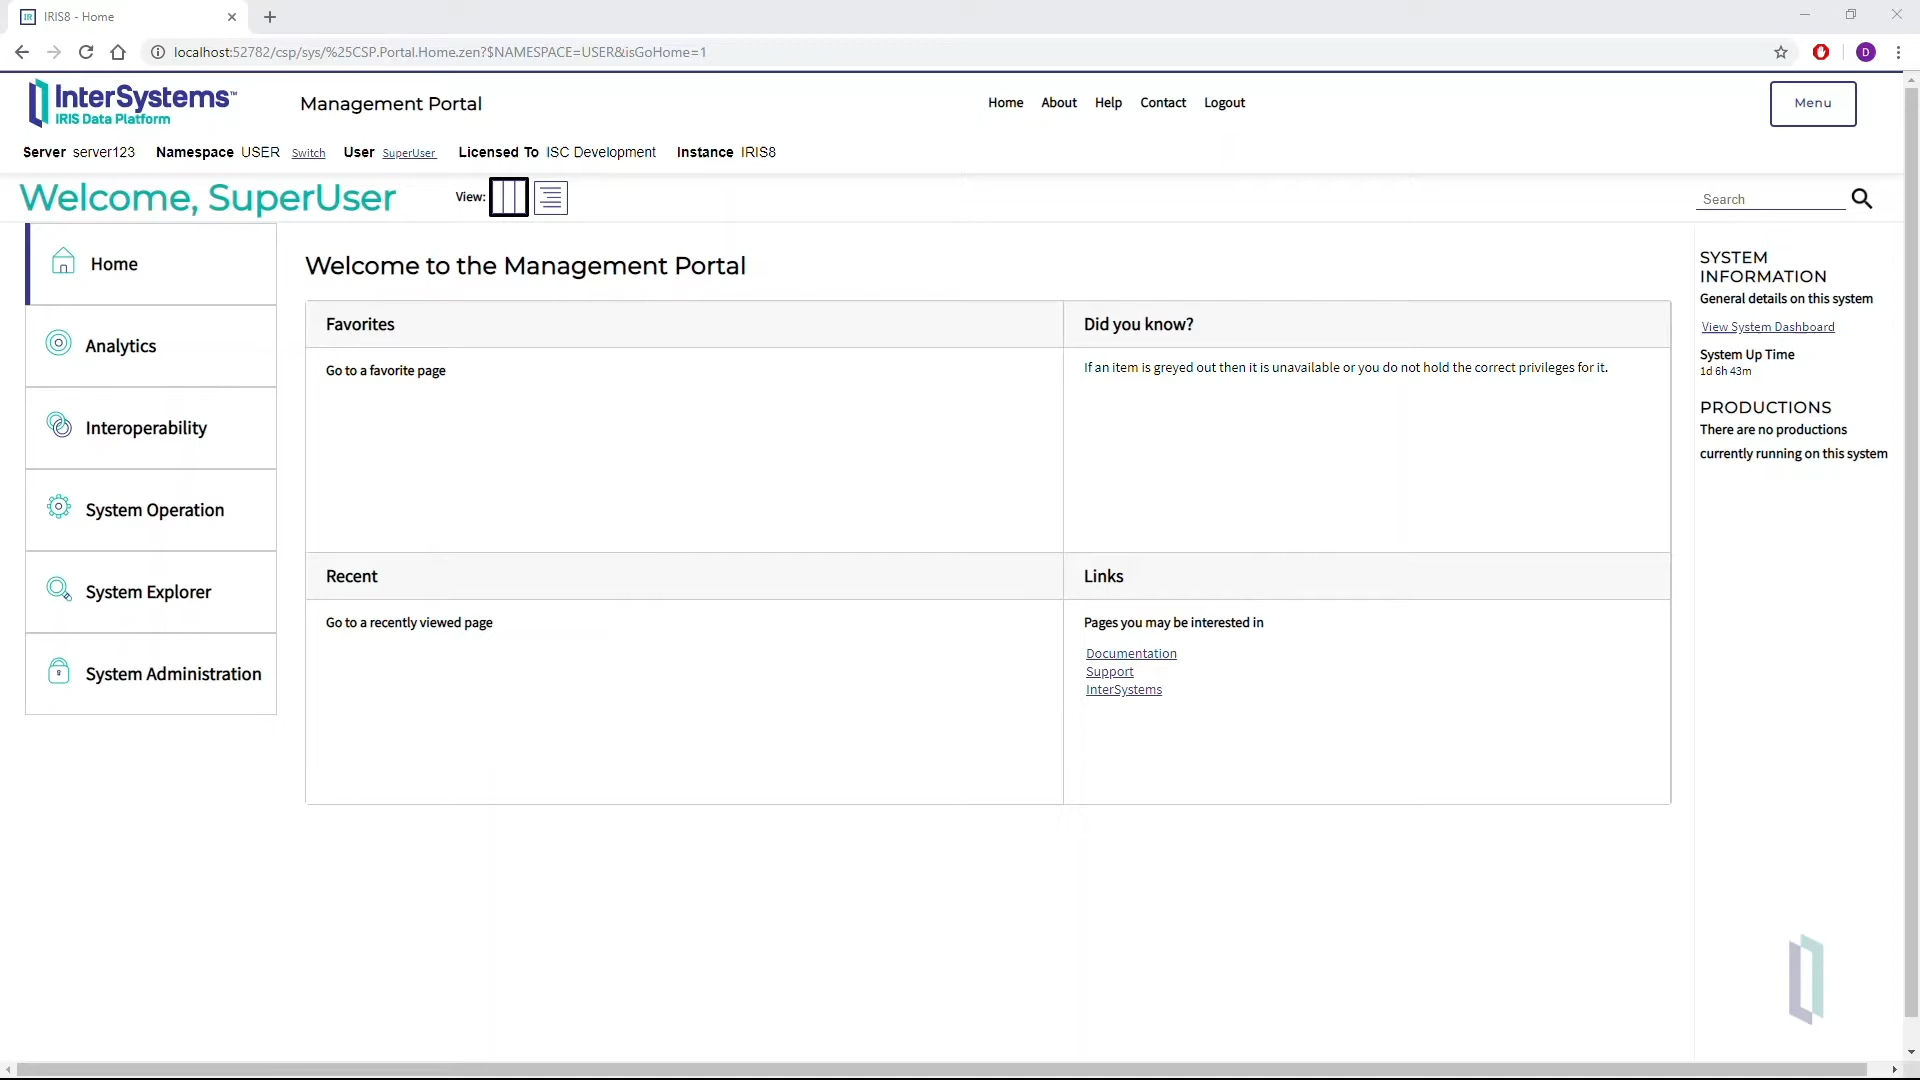 IRIS8 - Home
localhost:52782/csp/sys/%25CSP.Portal.Home.zen?$NAMESPACE=USER&isGoHome=1
D
InterSystems™
IRIS Data Platform
Management Portal
Home About Help Contact Logout
Menu
Server server123 Namespace USER Switch User SuperUser Licensed To ISC Development Instance IRIS8
Welcome, SuperUser
View:
Search
Home
Analytics
Interoperability
System Operation
System Explorer
System Administration
Welcome to the Management Portal
Favorites
Go to a favorite page
Did you know?
If an item is greyed out then it is unavailable or you do not hold the correct privileges for it.
Recent
Go to a recently viewed page
Links
Pages you may be interested in
Documentation
Support
InterSystems
SYSTEM
INFORMATION
General details on this system
View System Dashboard
System Up Time
1d 6h 43m
PRODUCTIONS
There are no productions
currently running on this system